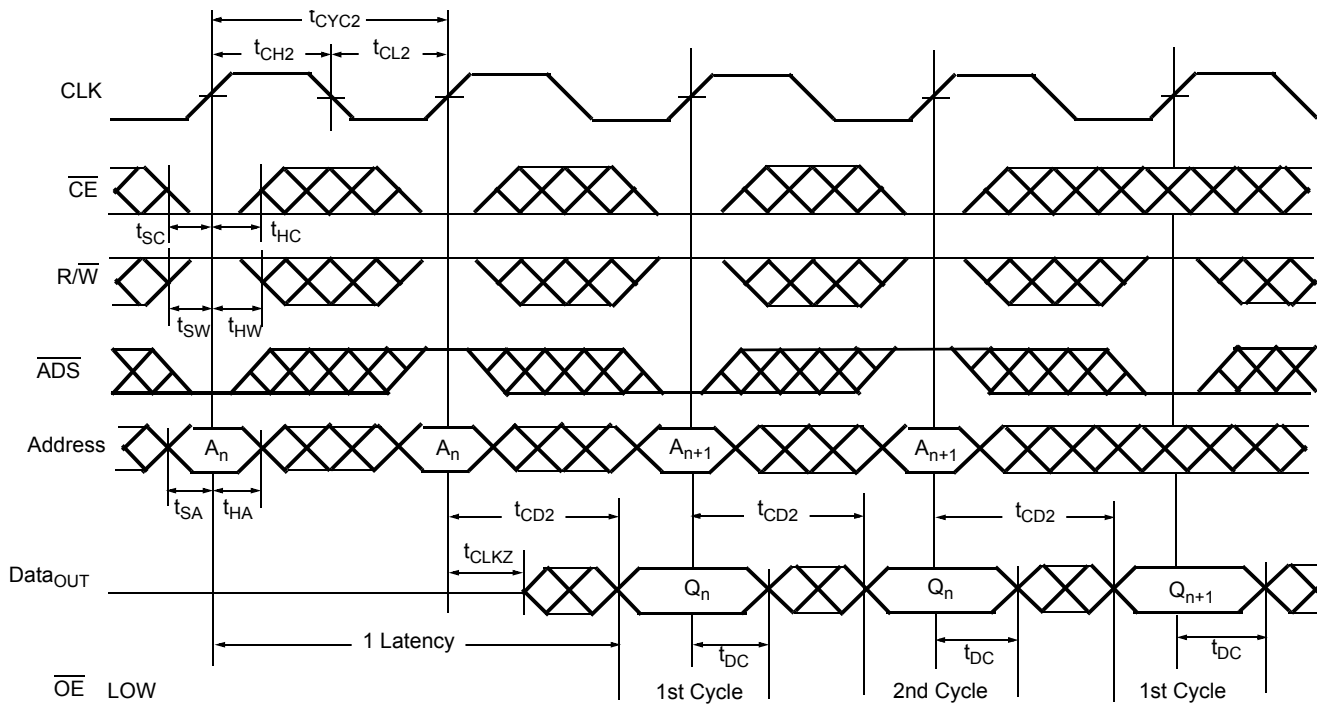 tCYC2
tCH2 tCL2
CLK
CE
tSC tHC
R/W
tSW tHW
ADS
Address An An An+1 An+1
tSA tHA
tCD2 tCD2 tCD2
tCLKZ
DataOUT Qn Qn Qn+1
1 Latency
tDC tDC tDC
OE LOW 1st Cycle 2nd Cycle 1st Cycle